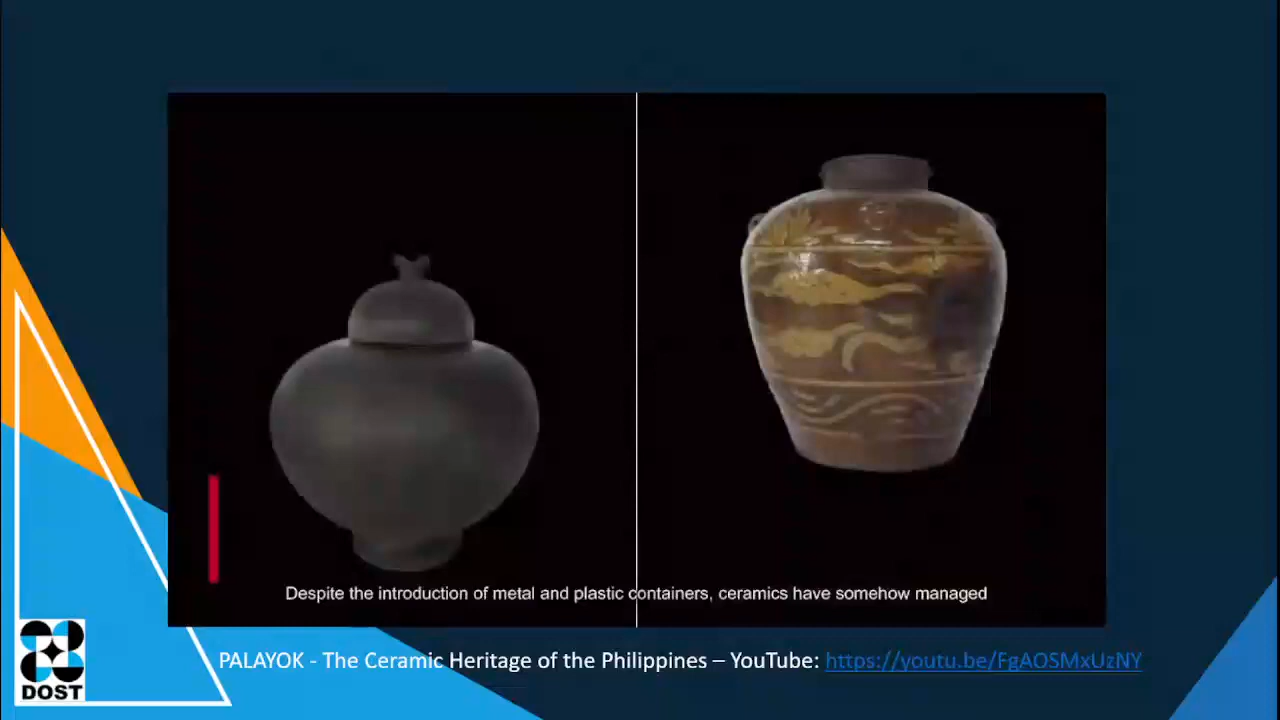 Despite the introduction of metal and plastic containers, ceramics have somehow managed
PALAYOK - The Ceramic Heritage of the Philippines – YouTube: https://youtu.be/FgAOSMxUzNY
DOST